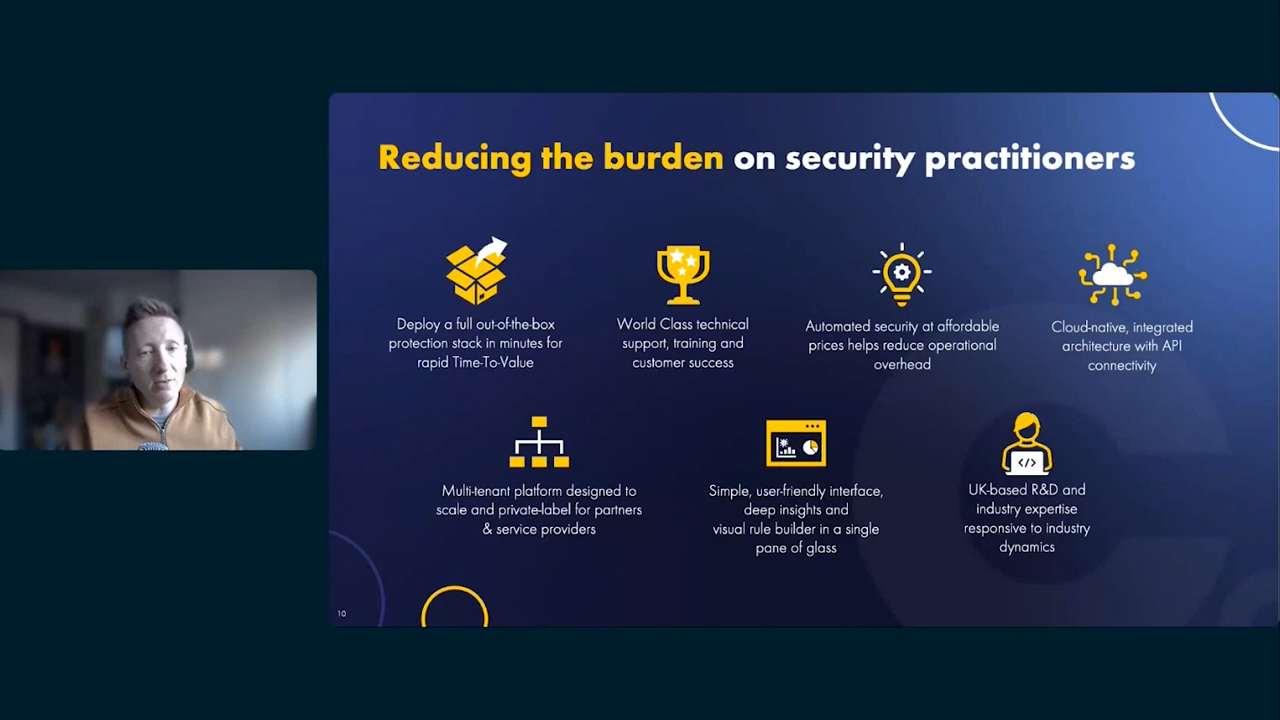 Reducing the burden on security practitioners
Deploy a full out-of-the-box
protection stack in minutes for
rapid Time-To-Value
World Class technical
support, training and
customer success
Automated security at affordable
prices helps reduce operational
overhead
Cloud-native, integrated
architecture with API
connectivity
Multi-tenant platform designed to
scale and private-label for partners
& service providers
Simple, user-friendly interface,
deep insights and
visual rule builder in a single
pane of glass
</>
UK-based R&D and
industry expertise
responsive to industry
dynamics
10